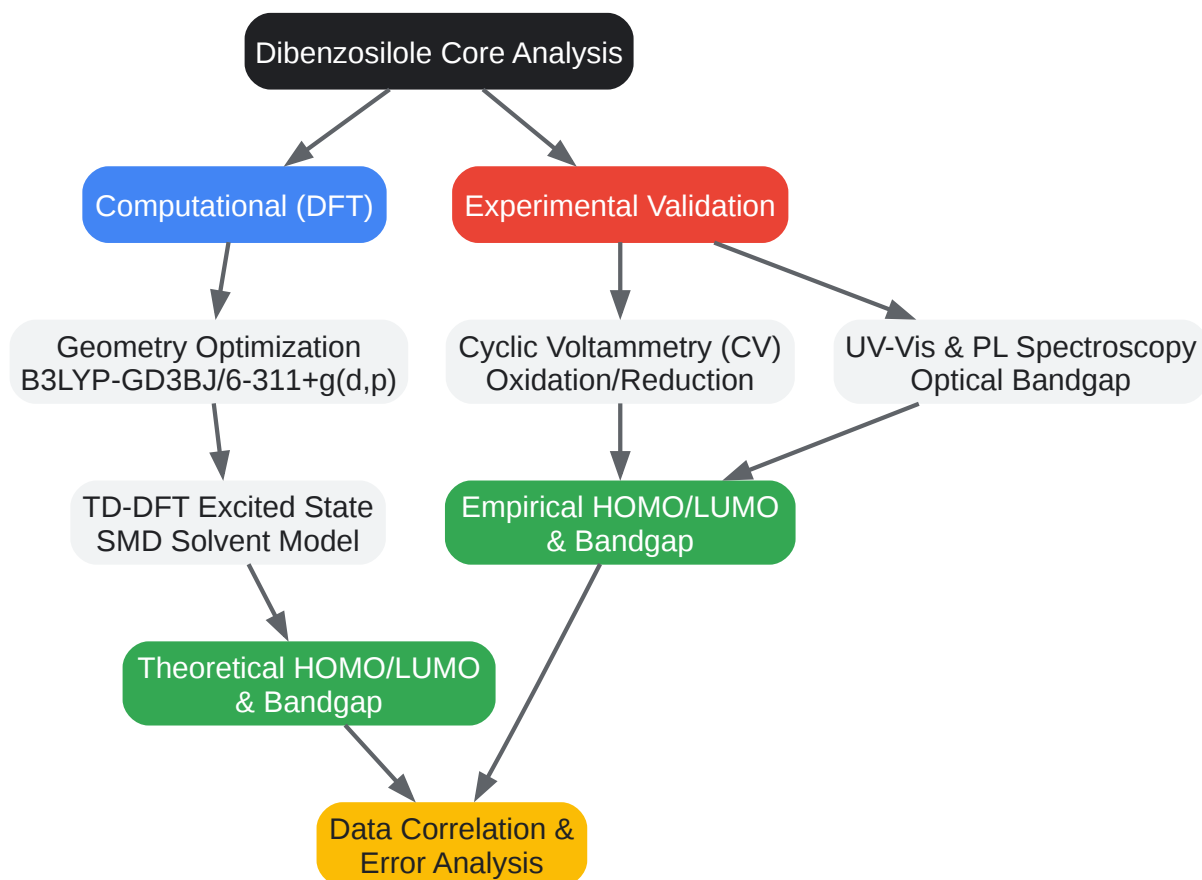 Dibenzosilole Core Analysis
Computational (DFT)
Experimental Validation
Geometry Optimization
B3LYP-GD3BJ/6-311+g(d,p)
Cyclic Voltammetry (CV)
Oxidation/Reduction
UV-Vis & PL Spectroscopy
Optical Bandgap
TD-DFT Excited State
SMD Solvent Model
Empirical HOMO/LUMO
& Bandgap
Theoretical HOMO/LUMO
& Bandgap
Data Correlation &
Error Analysis